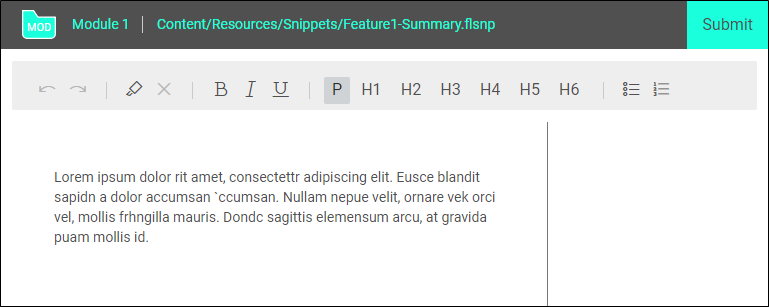 MOD Module 1 Content/Resources/Snippets/Feature1-Summary.flsnp Submit
B I U P H1 H2 H3 H4 H5 H6
Lorem ipsum dolor rit amet, consectettr adipiscing elit. Eusce blandit
sapidn a dolor accumsan `ccumsan. Nullam nepue velit, ornare vek orci
vel, mollis frhngilla mauris. Dondc sagittis elemensum arcu, at gravida
puam mollis id.